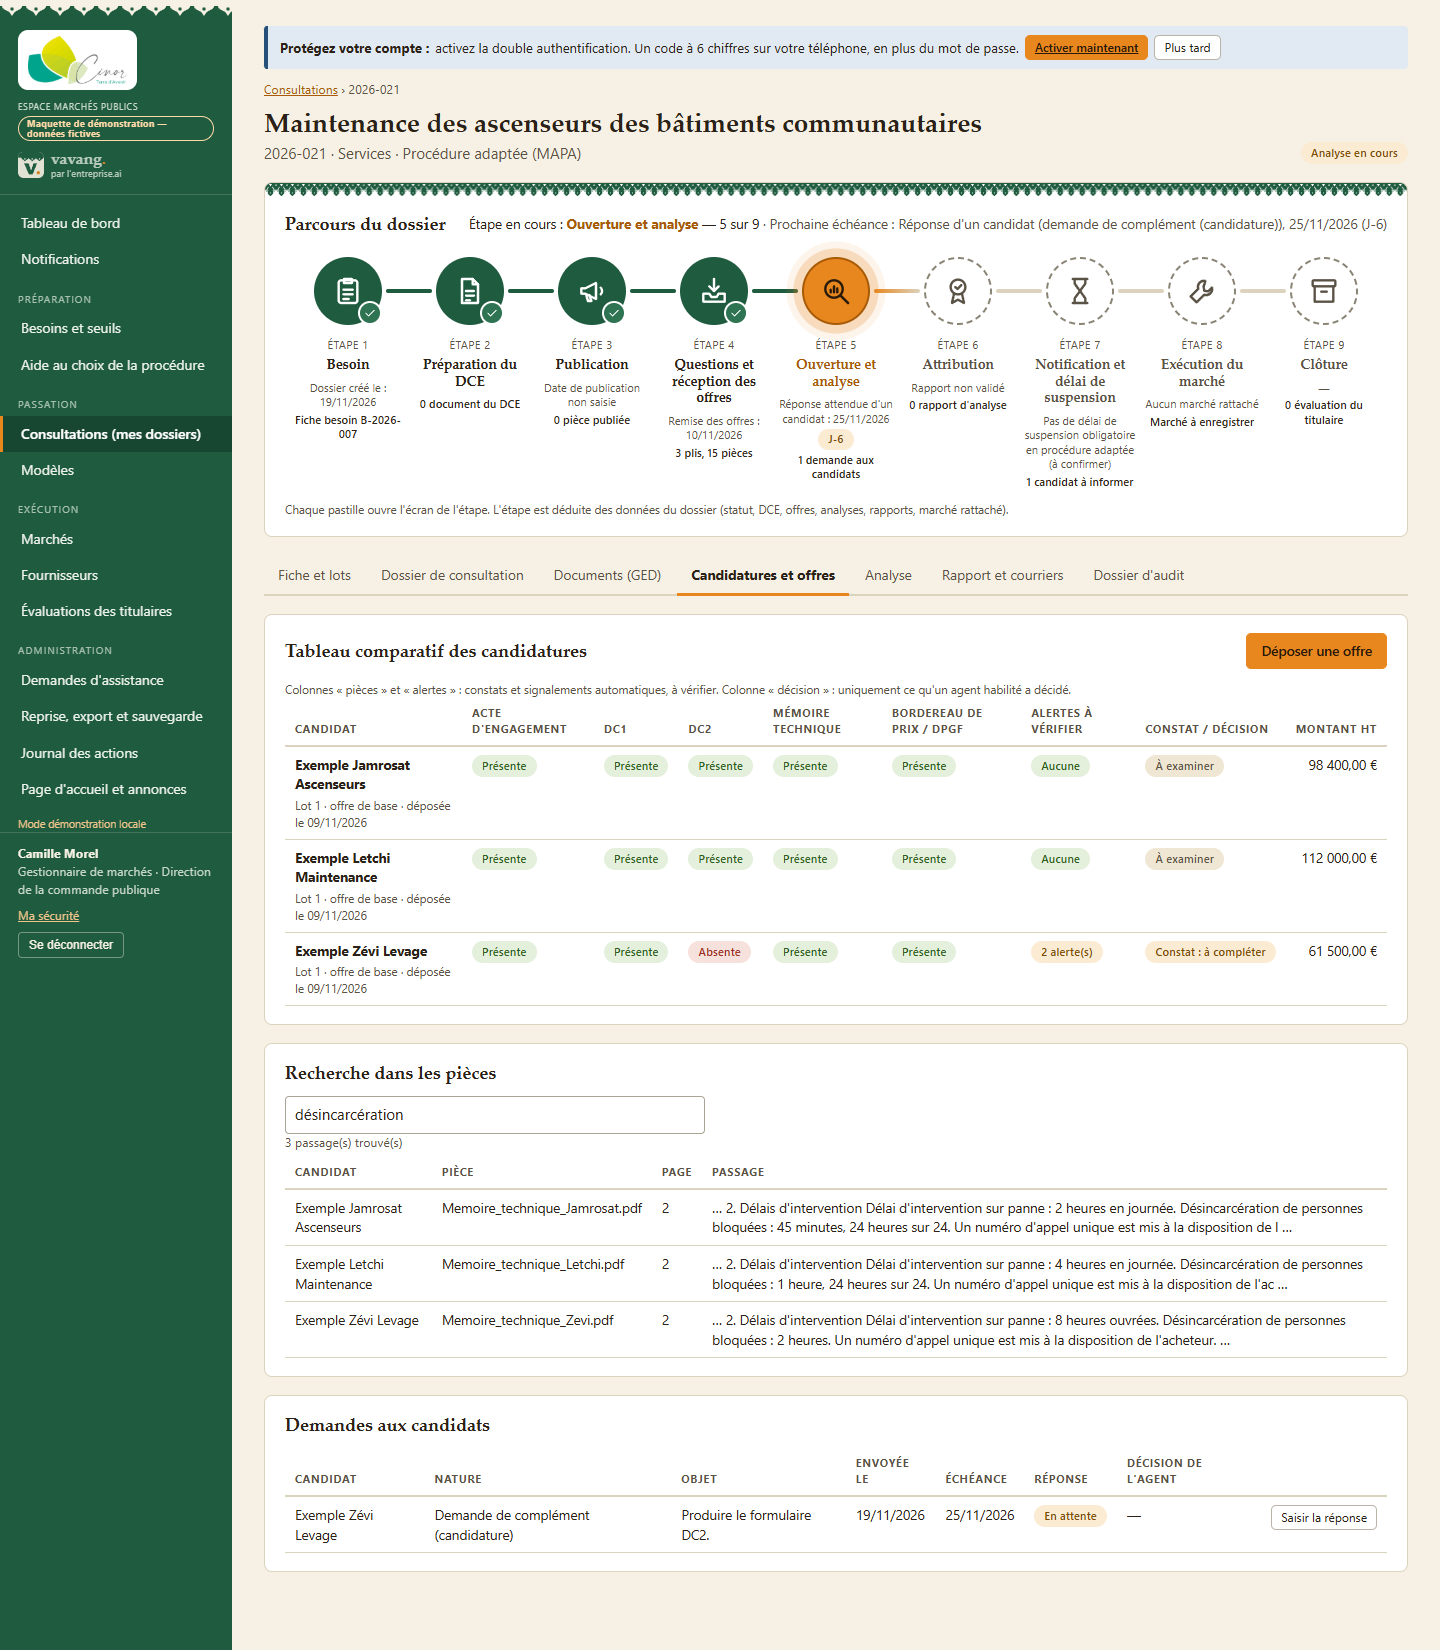 Cinor
Terre d'Avenir
ESPACE MARCHÉS PUBLICS
Maquette de démonstration —
données fictives
vavang.
par l'entreprise.ai
Tableau de bord
Notifications
PRÉPARATION
Besoins et seuils
Aide au choix de la procédure
PASSATION
Consultations (mes dossiers)
Modèles
EXÉCUTION
Marchés
Fournisseurs
Évaluations des titulaires
ADMINISTRATION
Demandes d'assistance
Reprise, export et sauvegarde
Journal des actions
Page d'accueil et annonces
Mode démonstration locale
Camille Morel
Gestionnaire de marchés · Direction
de la commande publique
Ma sécurité
Se déconnecter
Protégez votre compte : activez la double authentification. Un code à 6 chiffres sur votre téléphone, en plus du mot de passe. Activer maintenant Plus tard
Consultations › 2026-021
Maintenance des ascenseurs des bâtiments communautaires
2026-021 · Services · Procédure adaptée (MAPA)
Analyse en cours
Parcours du dossier
Étape en cours : Ouverture et analyse — 5 sur 9 · Prochaine échéance : Réponse d'un candidat (demande de complément (candidature)), 25/11/2026 (J-6)
ÉTAPE 1
Besoin
Dossier créé le :
19/11/2026
Fiche besoin B-2026-
007
ÉTAPE 2
Préparation du
DCE
0 document du DCE
ÉTAPE 3
Publication
Date de publication
non saisie
0 pièce publiée
ÉTAPE 4
Questions et
réception des
offres
Remise des offres :
10/11/2026
3 plis, 15 pièces
ÉTAPE 5
Ouverture et
analyse
Réponse attendue d'un
candidat : 25/11/2026
J-6
1 demande aux
candidats
ÉTAPE 6
Attribution
Rapport non validé
0 rapport d'analyse
ÉTAPE 7
Notification et
délai de
suspension
Pas de délai de
suspension obligatoire
en procédure adaptée
(à confirmer)
1 candidat à informer
ÉTAPE 8
Exécution du
marché
Aucun marché rattaché
Marché à enregistrer
ÉTAPE 9
Clôture
—
0 évaluation du
titulaire
Chaque pastille ouvre l'écran de l'étape. L'étape est déduite des données du dossier (statut, DCE, offres, analyses, rapports, marché rattaché).
Fiche et lots Dossier de consultation Documents (GED) Candidatures et offres Analyse Rapport et courriers Dossier d'audit
Tableau comparatif des candidatures
Déposer une offre
Colonnes « pièces » et « alertes » : constats et signalements automatiques, à vérifier. Colonne « décision » : uniquement ce qu'un agent habilité a décidé.
CANDIDAT
ACTE
D'ENGAGEMENT
DC1
DC2
MÉMOIRE
TECHNIQUE
BORDEREAU DE
PRIX / DPGF
ALERTES À
VÉRIFIER
CONSTAT / DÉCISION
MONTANT HT
Exemple Jamrosat
Ascenseurs
Lot 1 · offre de base · déposée
le 09/11/2026
Présente Présente Présente Présente Présente Aucune À examiner 98 400,00 €
Exemple Letchi
Maintenance
Lot 1 · offre de base · déposée
le 09/11/2026
Présente Présente Présente Présente Présente Aucune À examiner 112 000,00 €
Exemple Zévi Levage
Lot 1 · offre de base · déposée
le 09/11/2026
Présente Présente Absente Présente Présente 2 alerte(s) Constat : à compléter 61 500,00 €
Recherche dans les pièces
désincarcération
3 passage(s) trouvé(s)
CANDIDAT PIÈCE PAGE PASSAGE
Exemple Jamrosat
Ascenseurs
Memoire_technique_Jamrosat.pdf
2
... 2. Délais d'intervention Délai d'intervention sur panne : 2 heures en journée. Désincarcération de personnes
bloquées : 45 minutes, 24 heures sur 24. Un numéro d'appel unique est mis à la disposition de l ...
Exemple Letchi
Maintenance
Memoire_technique_Letchi.pdf
2
... 2. Délais d'intervention Délai d'intervention sur panne : 4 heures en journée. Désincarcération de personnes
bloquées : 1 heure, 24 heures sur 24. Un numéro d'appel unique est mis à la disposition de l'ac ...
Exemple Zévi Levage
Memoire_technique_Zevi.pdf
2
... 2. Délais d'intervention Délai d'intervention sur panne : 8 heures ouvrées. Désincarcération de personnes
bloquées : 2 heures. Un numéro d'appel unique est mis à la disposition de l'acheteur. ...
Demandes aux candidats
CANDIDAT
NATURE
OBJET
ENVOYÉE
LE
ÉCHÉANCE
RÉPONSE
DÉCISION DE
L'AGENT
Exemple Zévi
Levage
Demande de complément
(candidature)
Produire le formulaire
DC2.
19/11/2026
25/11/2026
En attente
—
Saisir la réponse